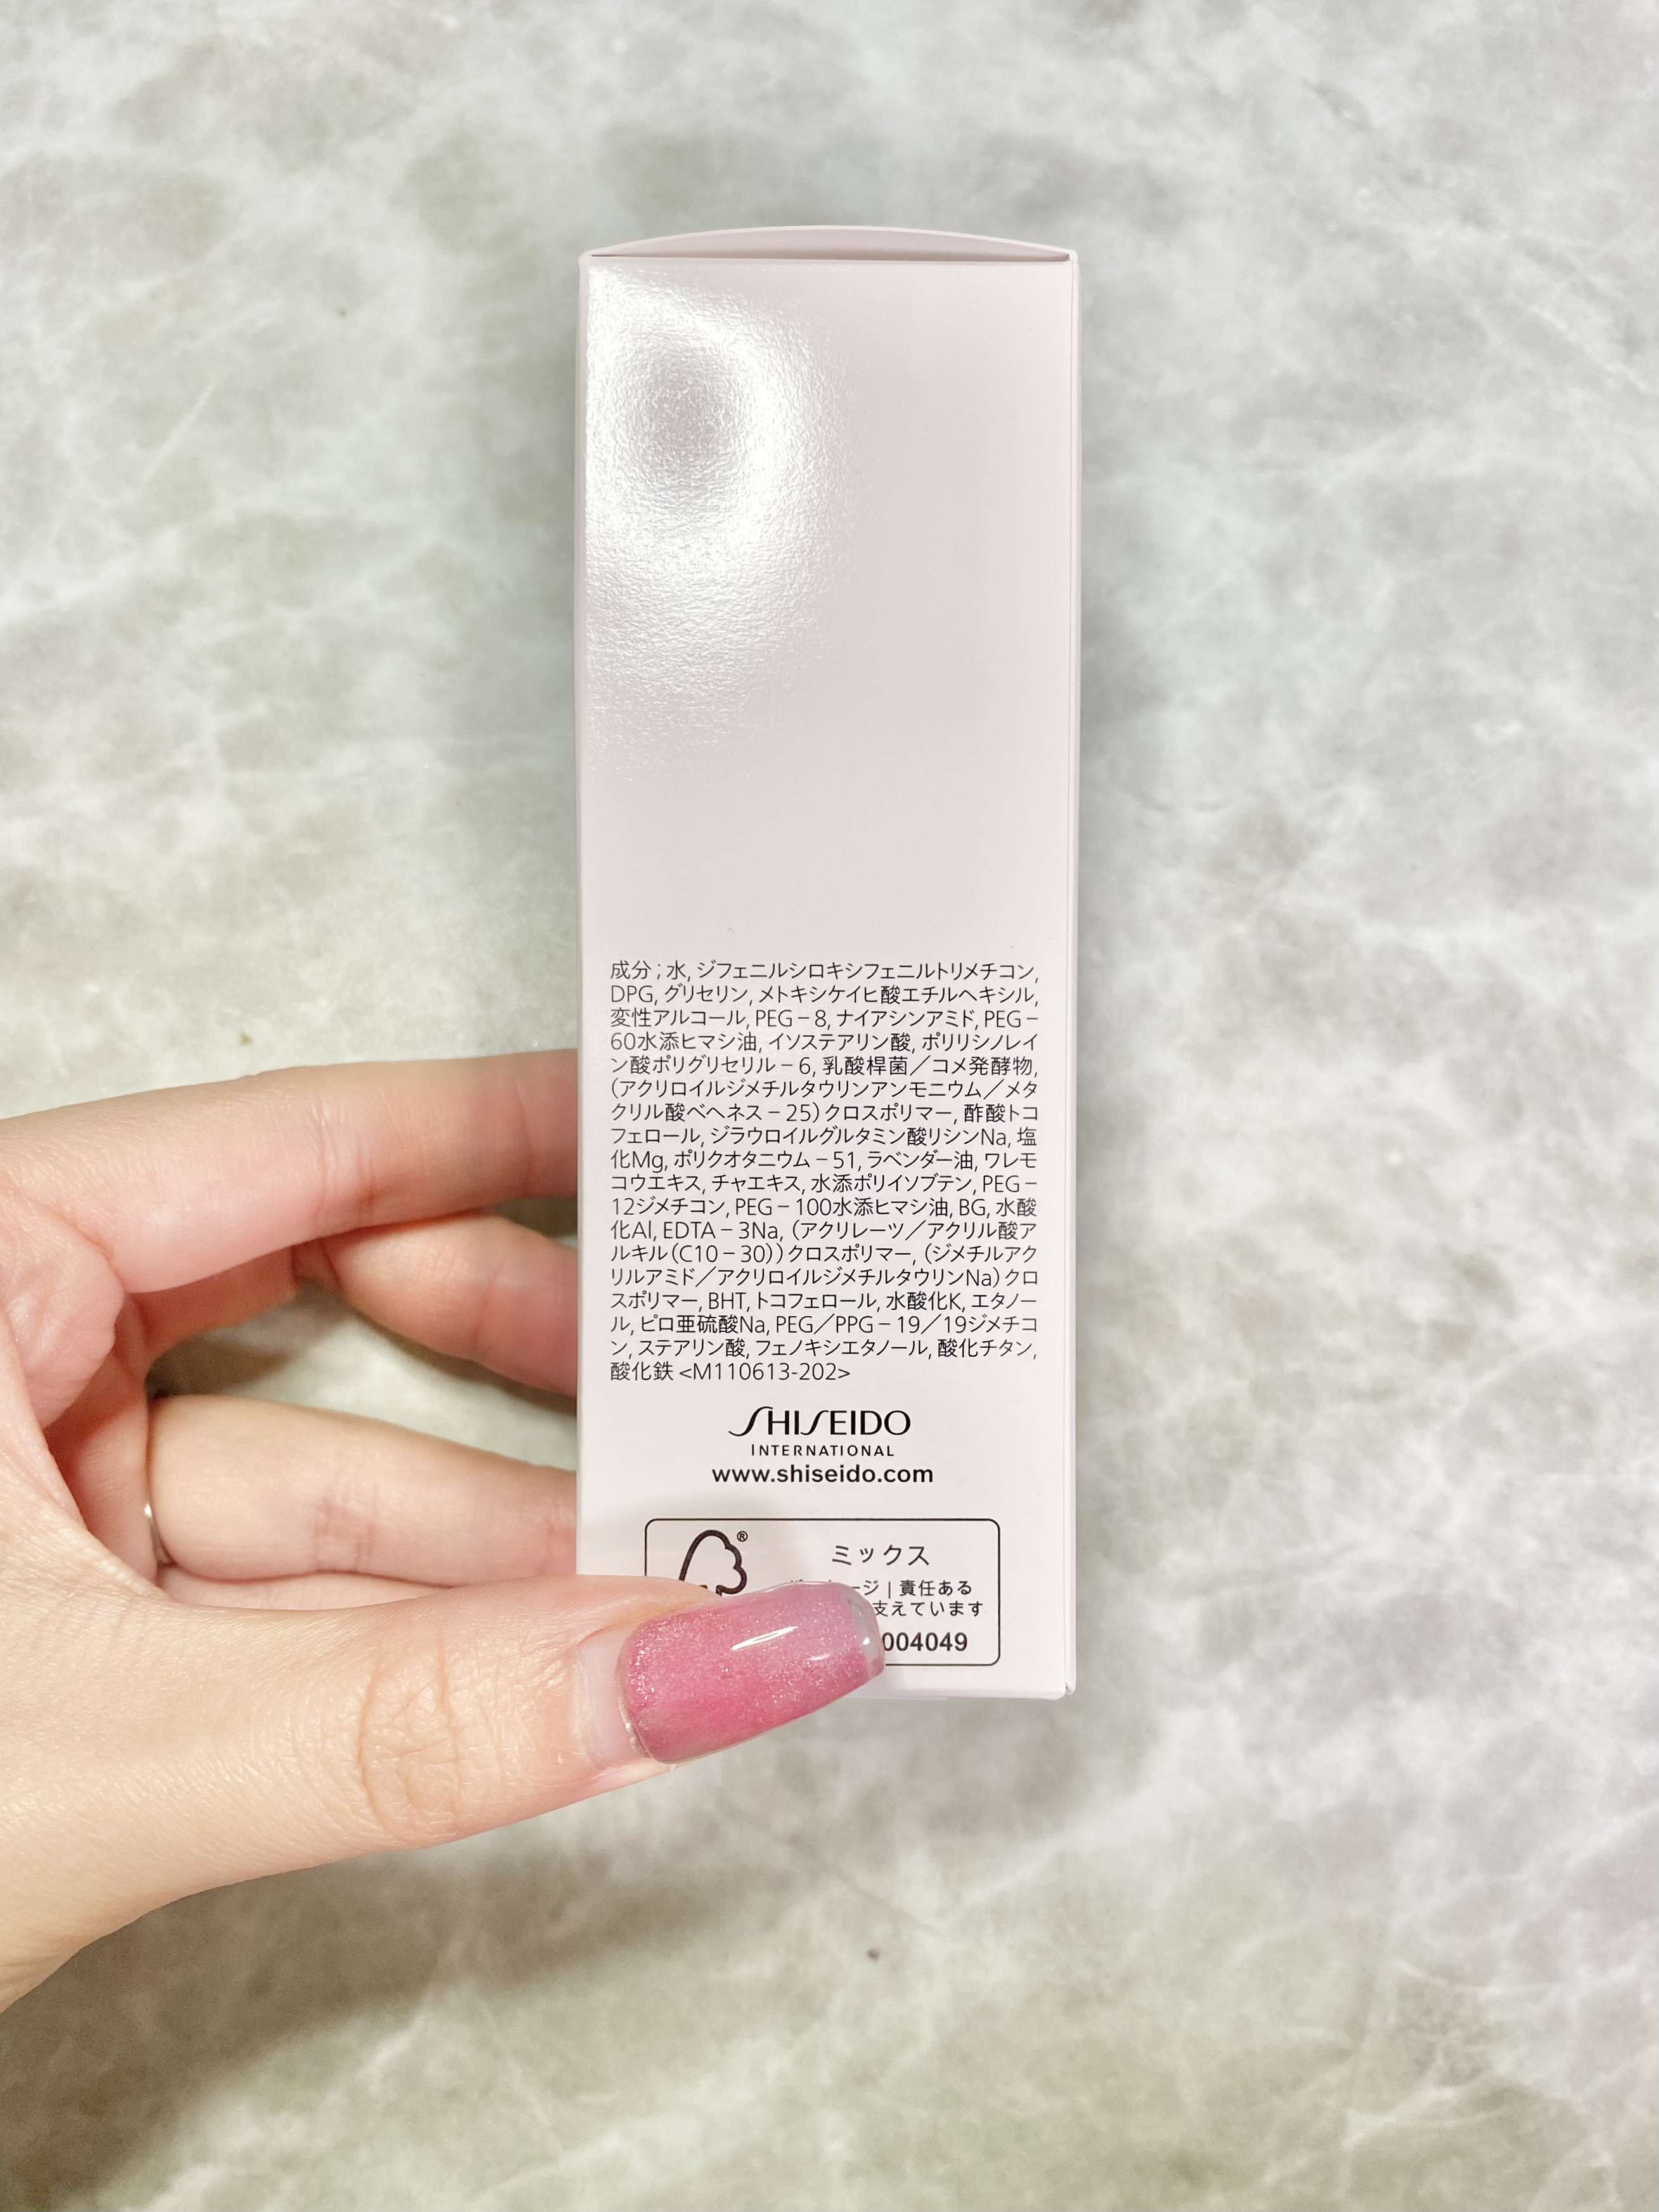 成分；水, ジフェニルシロキシフェニルトリメチコン,
DPG, グリセリン, メトキシケイヒ酸エチルヘキシル,
変性アルコール, PEG－8, ナイアシンアミド, PEG－
60水添ヒマシ油, イソステアリン酸, ポリリシノレイ
ン酸ポリグリセリル－6, 乳酸桿菌／コメ発酵物,
（アクリロイルジメチルタウリンアンモニウム／メタ
クリル酸ベヘネス－25）クロスポリマー, 酢酸トコ
フェロール, ジラウロイルグルタミン酸リシンNa, 塩
化Mg, ポリクオタニウム－51, ラベンダー油, ワレモ
コウエキス, チャエキス, 水添ポリイソブテン, PEG－
12ジメチコン, PEG－100水添ヒマシ油, BG, 水酸
化Al, EDTA－3Na, （アクリレーツ／アクリル酸ア
ルキル（C10－30））クロスポリマー, （ジメチルアク
リルアミド／アクリロイルジメチルタウリンNa）クロ
スポリマー, BHT, トコフェロール, 水酸化K, エタノー
ル, ピロ亜硫酸Na, PEG／PPG－19／19ジメチコ
ン, ステアリン酸, フェノキシエタノール, 酸化チタン,
酸化鉄 <M110613-202>
SHISEIDO
INTERNATIONAL
www.shiseido.com
®
ミックス
ージ | 責任ある
支えています
004049